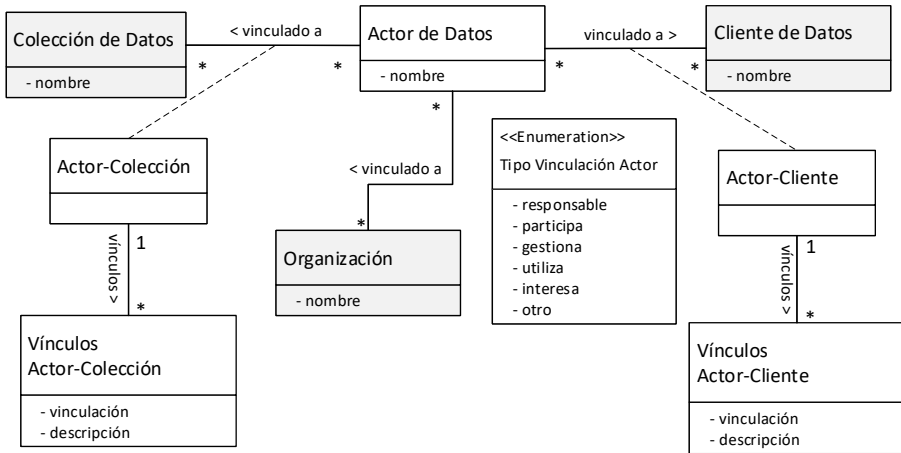 Colección de Datos
- nombre
< vinculado a
*
*
Actor de Datos
- nombre
*
*
vinculado a >
*
Cliente de Datos
- nombre
Actor-Colección
1
vínculos >
*
Vínculos
Actor-Colección
- vinculación
- descripción
< vinculado a
*
Organización
- nombre
<<Enumeration>>
Tipo Vinculación Actor
- responsable
- participa
- gestiona
- utiliza
- interesa
- otro
Actor-Cliente
1
vínculos >
*
Vínculos
Actor-Cliente
- vinculación
- descripción